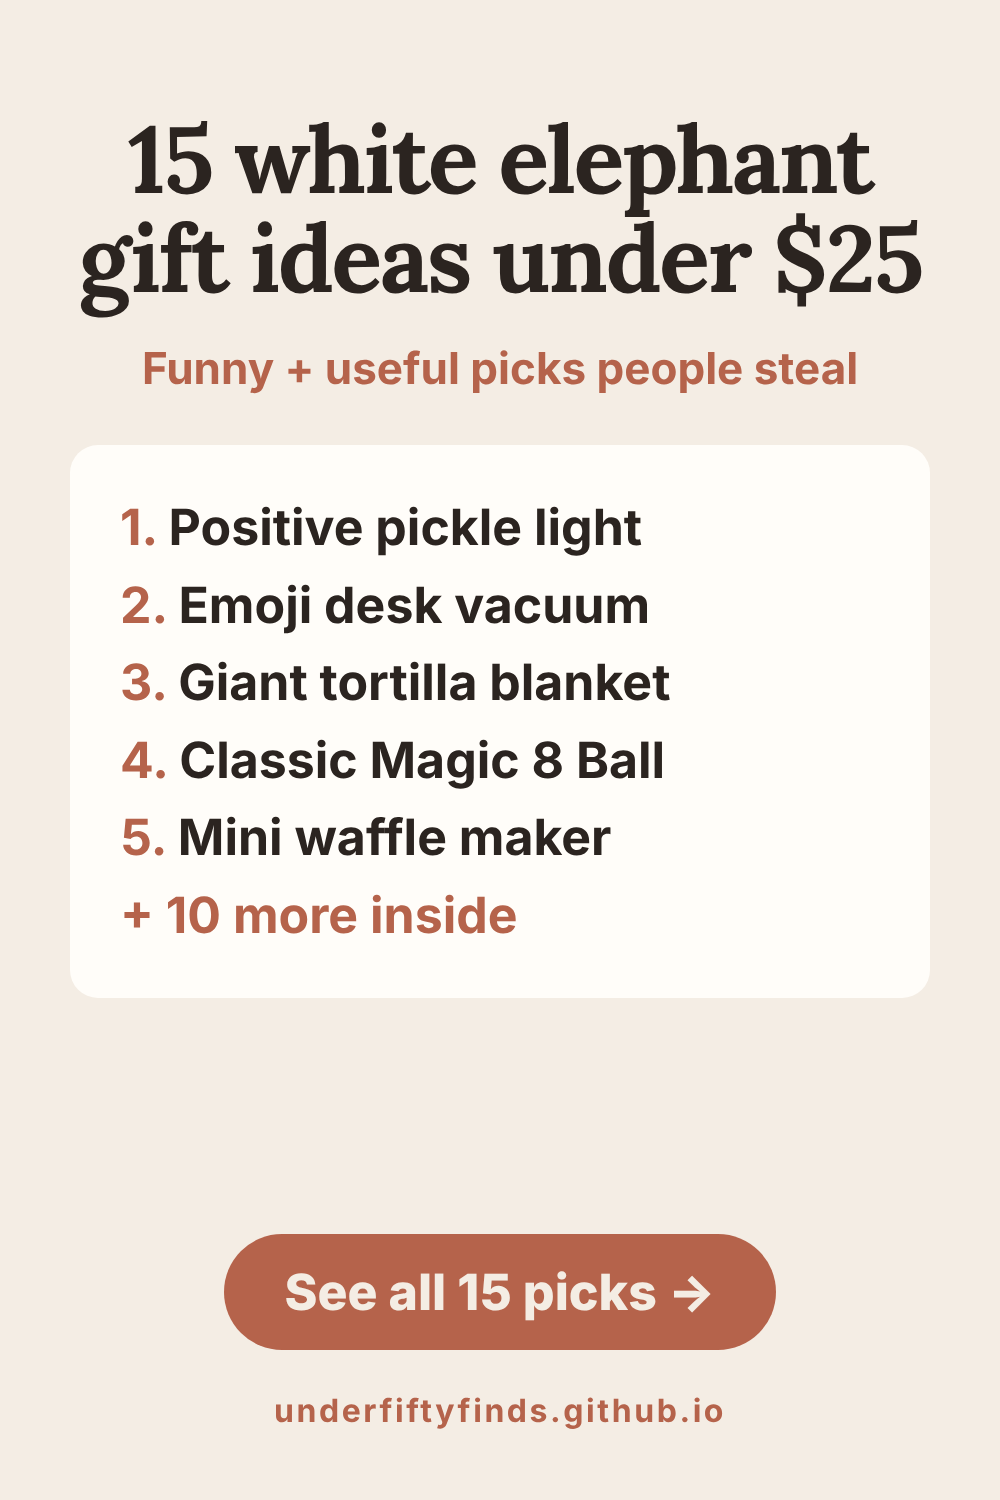 15 white elephant
gift ideas under $25
Funny + useful picks people steal
1. Positive pickle light
2. Emoji desk vacuum
3. Giant tortilla blanket
4. Classic Magic 8 Ball
5. Mini waffle maker
+ 10 more inside
See all 15 picks →
underfiftyfinds.github.io